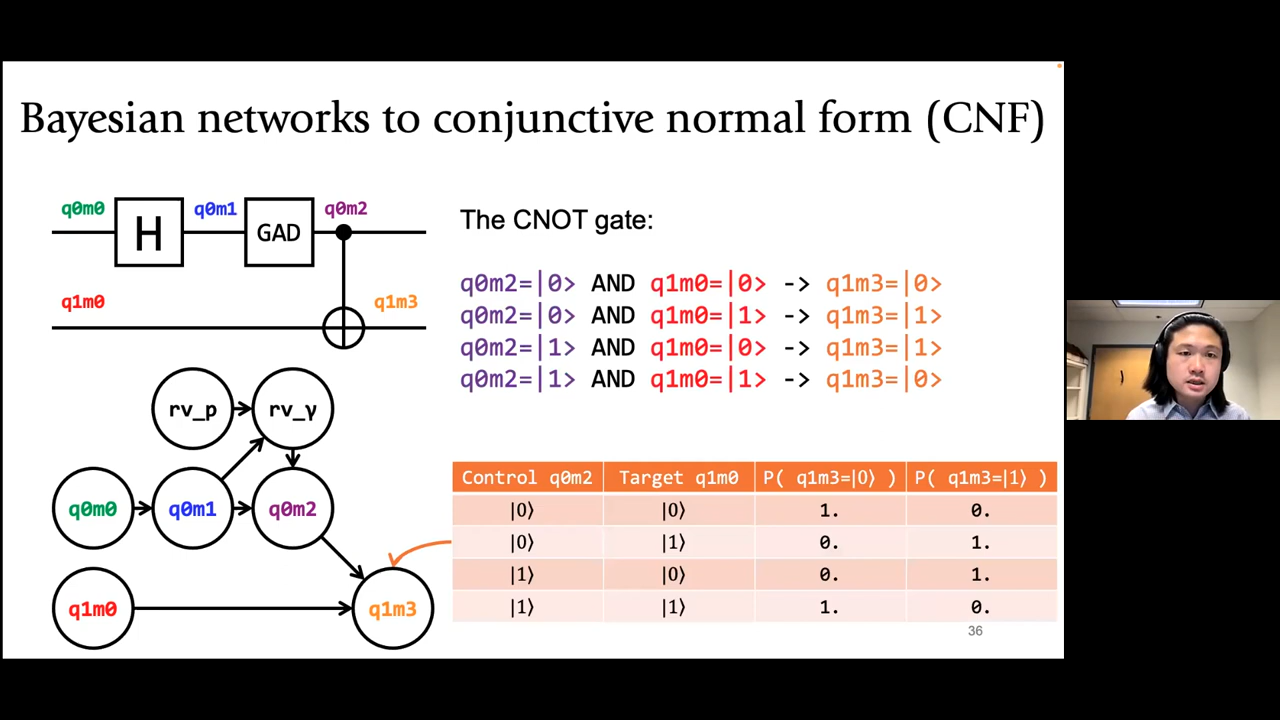 Bayesian networks to conjunctive normal form (CNF)
q0m0
H
q0m1
GAD
q0m2
q1m0
q1m3
The CNOT gate:
q0m2=|0> AND q1m0=|0> -> q1m3=|0>
q0m2=|0> AND q1m0=|1> -> q1m3=|1>
q0m2=|1> AND q1m0=|0> -> q1m3=|1>
q0m2=|1> AND q1m0=|1> -> q1m3=|0>
rv_p
rv_γ
q0m0
q0m1
q0m2
q1m0
q1m3
Control q0m2 Target q1m0 P( q1m3=|0⟩ ) P( q1m3=|1⟩ )
|0⟩ |0⟩ 1. 0.
|0⟩ |1⟩ 0. 1.
|1⟩ |0⟩ 0. 1.
|1⟩ |1⟩ 1. 0.
36